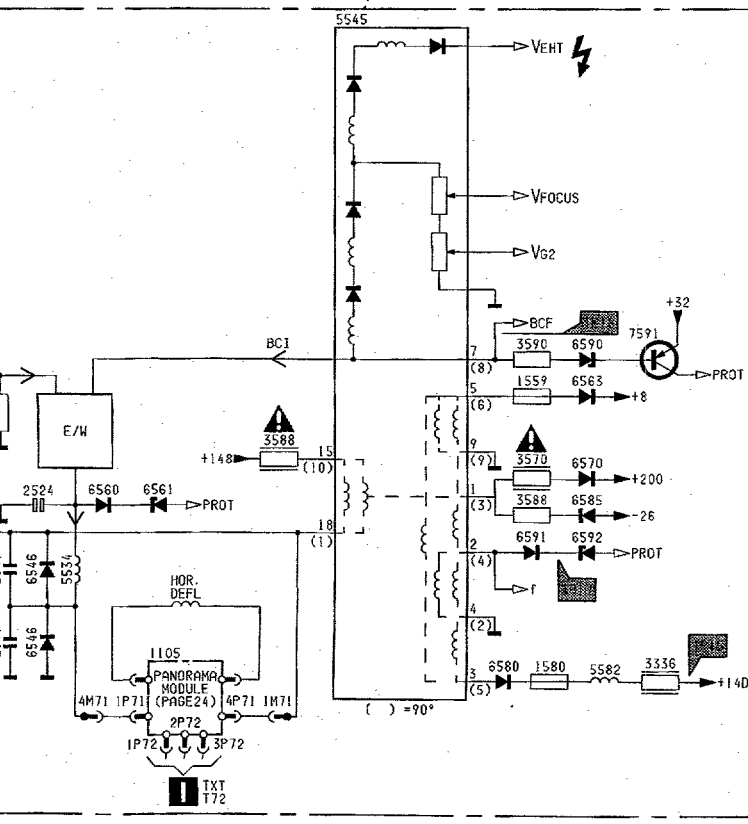 5545
VEHT
VFOCUS
VG2
+32
BCF
7591
BCI
7
3590
6590
(8)
PROT
5
1559
6563
(6)
+8
E/W
3588
+148
15
(10)
9
(9)
3570
6570
1
+200
(3)
3588
6585
-26
2524
6560
6561
PROT
18
(1)
2
6591
6592
(4)
PROT
f
6546
5534
HOR.
DEFL
4
(2)
6546
1105
PANORAMA
MODULE
(PAGE24)
3
6580
1580
5582
3336
(5)
+14D
4M71
1P71
4P71
1M71
2P72
( ) =90°
1P72
3P72
I
TXT
T72